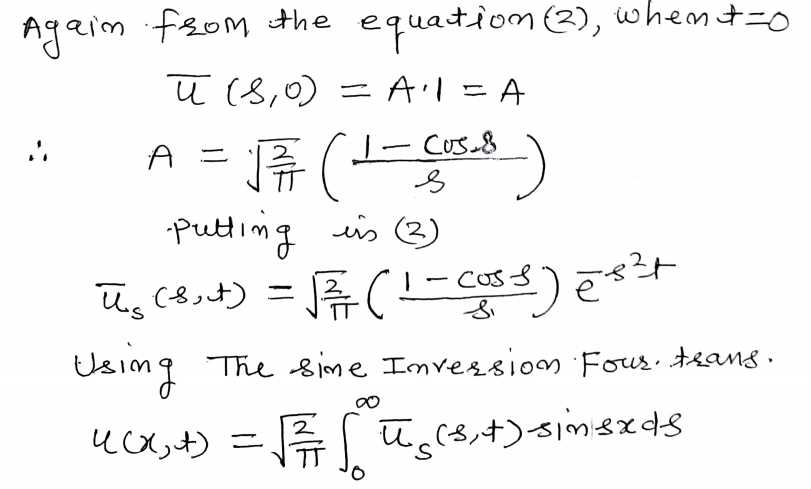 Again from the equation (2), when t=0
ū (s,0) = A·1 = A
∴ A = √(2/π) ( (1 - cos s)/s )
putting in (2)
ū_s (s,t) = √(2/π) ( (1 - cos s)/s ) e^{-s²t}
Using The sine Inversion Four. trans.
u(x,t) = √(2/π) ∫₀^∞ ū_s (s,t) sin sx ds